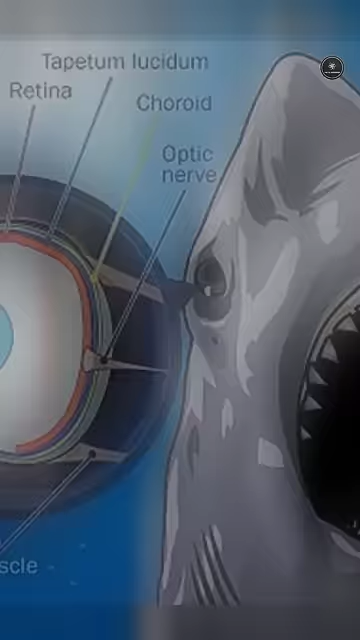 Tapetum lucidum
Retina
Choroid
Optic
nerve
scle